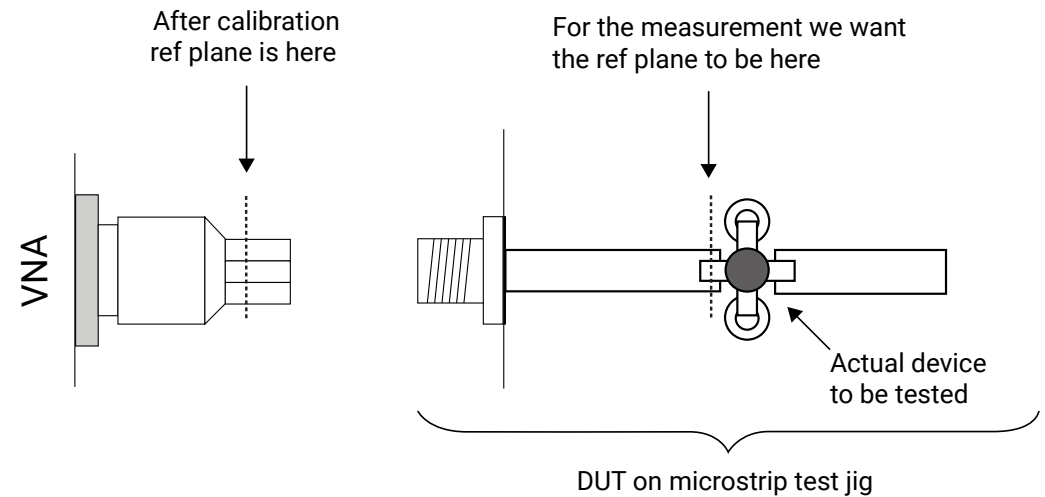 After calibration
ref plane is here
For the measurement we want
the ref plane to be here
VNA
Actual device
to be tested
DUT on microstrip test jig